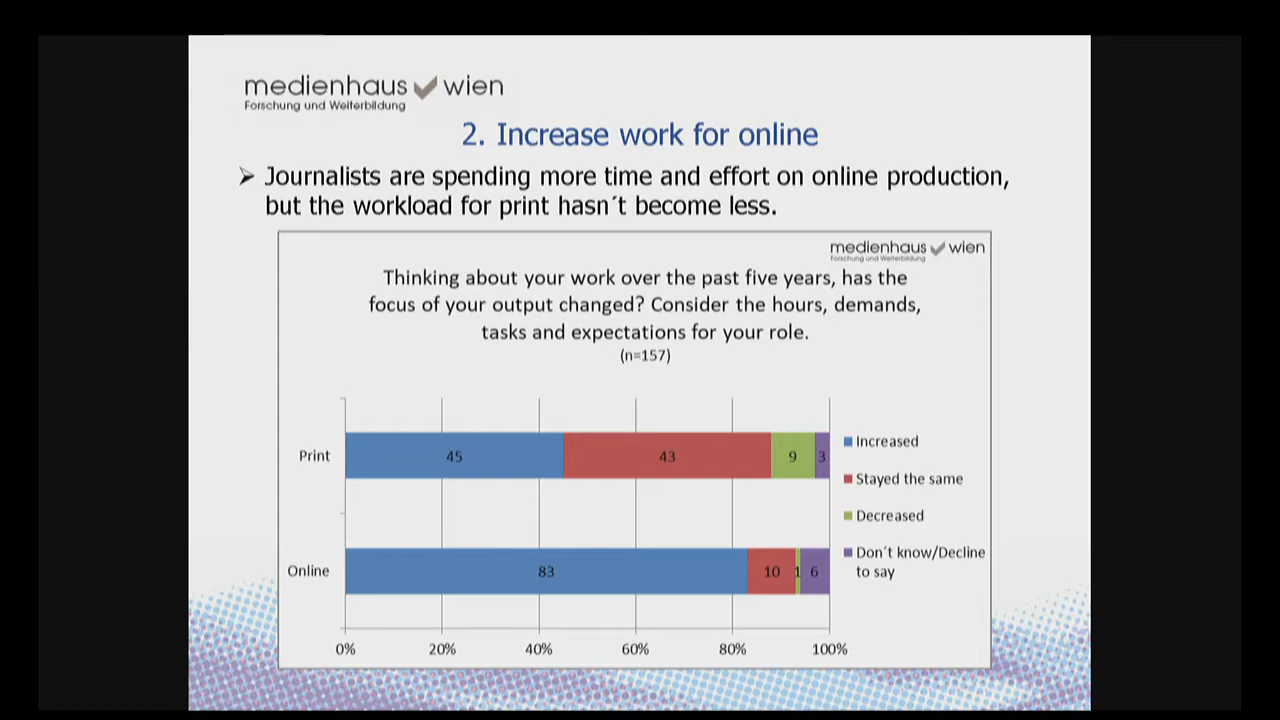 medienhaus wien
Forschung und Weiterbildung
2. Increase work for online
Journalists are spending more time and effort on online production,
but the workload for print hasn´t become less.
medienhaus wien
Forschung und Weiterbildung
Thinking about your work over the past five years, has the
focus of your output changed? Consider the hours, demands,
tasks and expectations for your role.
(n=157)
Print 45 43 9 3
Online 83 10 1 6
0% 20% 40% 60% 80% 100%
Increased
Stayed the same
Decreased
Don´t know/Decline
to say